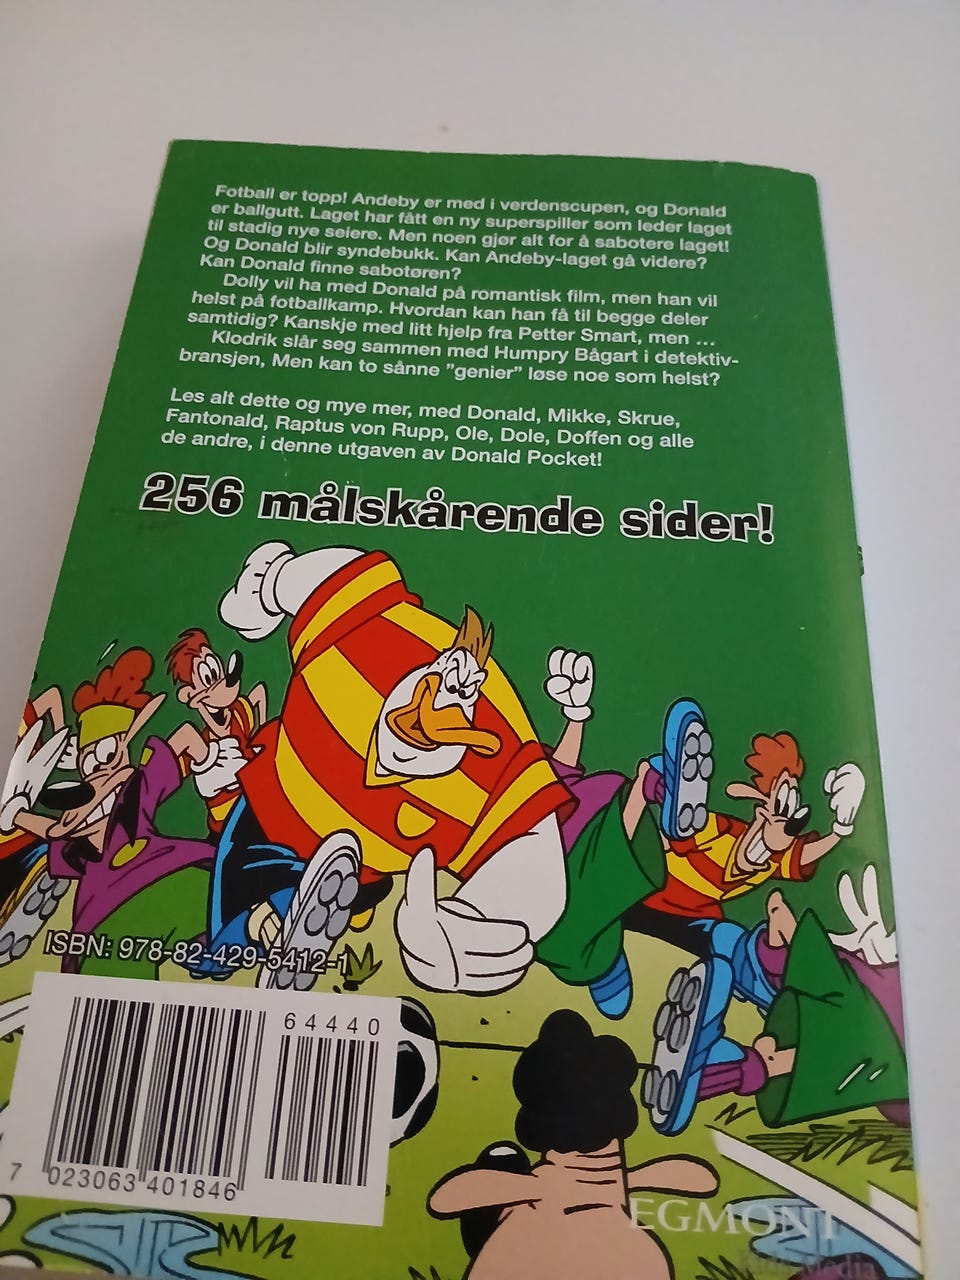 Fotball er topp! Andeby er med i verdenscupen, og Donald
er ballgutt. Laget har fått en ny superspiller som leder laget
til stadig nye seiere. Men noen gjør alt for å sabotere laget!
Og Donald blir syndebukk. Kan Andeby-laget gå videre?
Kan Donald finne sabotøren?
Dolly vil ha med Donald på romantisk film, men han vil
helst på fotballkamp. Hvordan kan han få til begge deler
samtidig? Kanskje med litt hjelp fra Petter Smart, men ...
Klodrik slår seg sammen med Humpry Bågart i detektiv-
bransjen, Men kan to sånne "genier" løse noe som helst?
Les alt dette og mye mer, med Donald, Mikke, Skrue,
Fantonald, Raptus von Rupp, Ole, Dole, Doffen og alle
de andre, i denne utgaven av Donald Pocket!
256 målskårende sider!
ISBN: 978-82-429-5412-1
64440
7 023063 401846
EGMONT
Kids Media